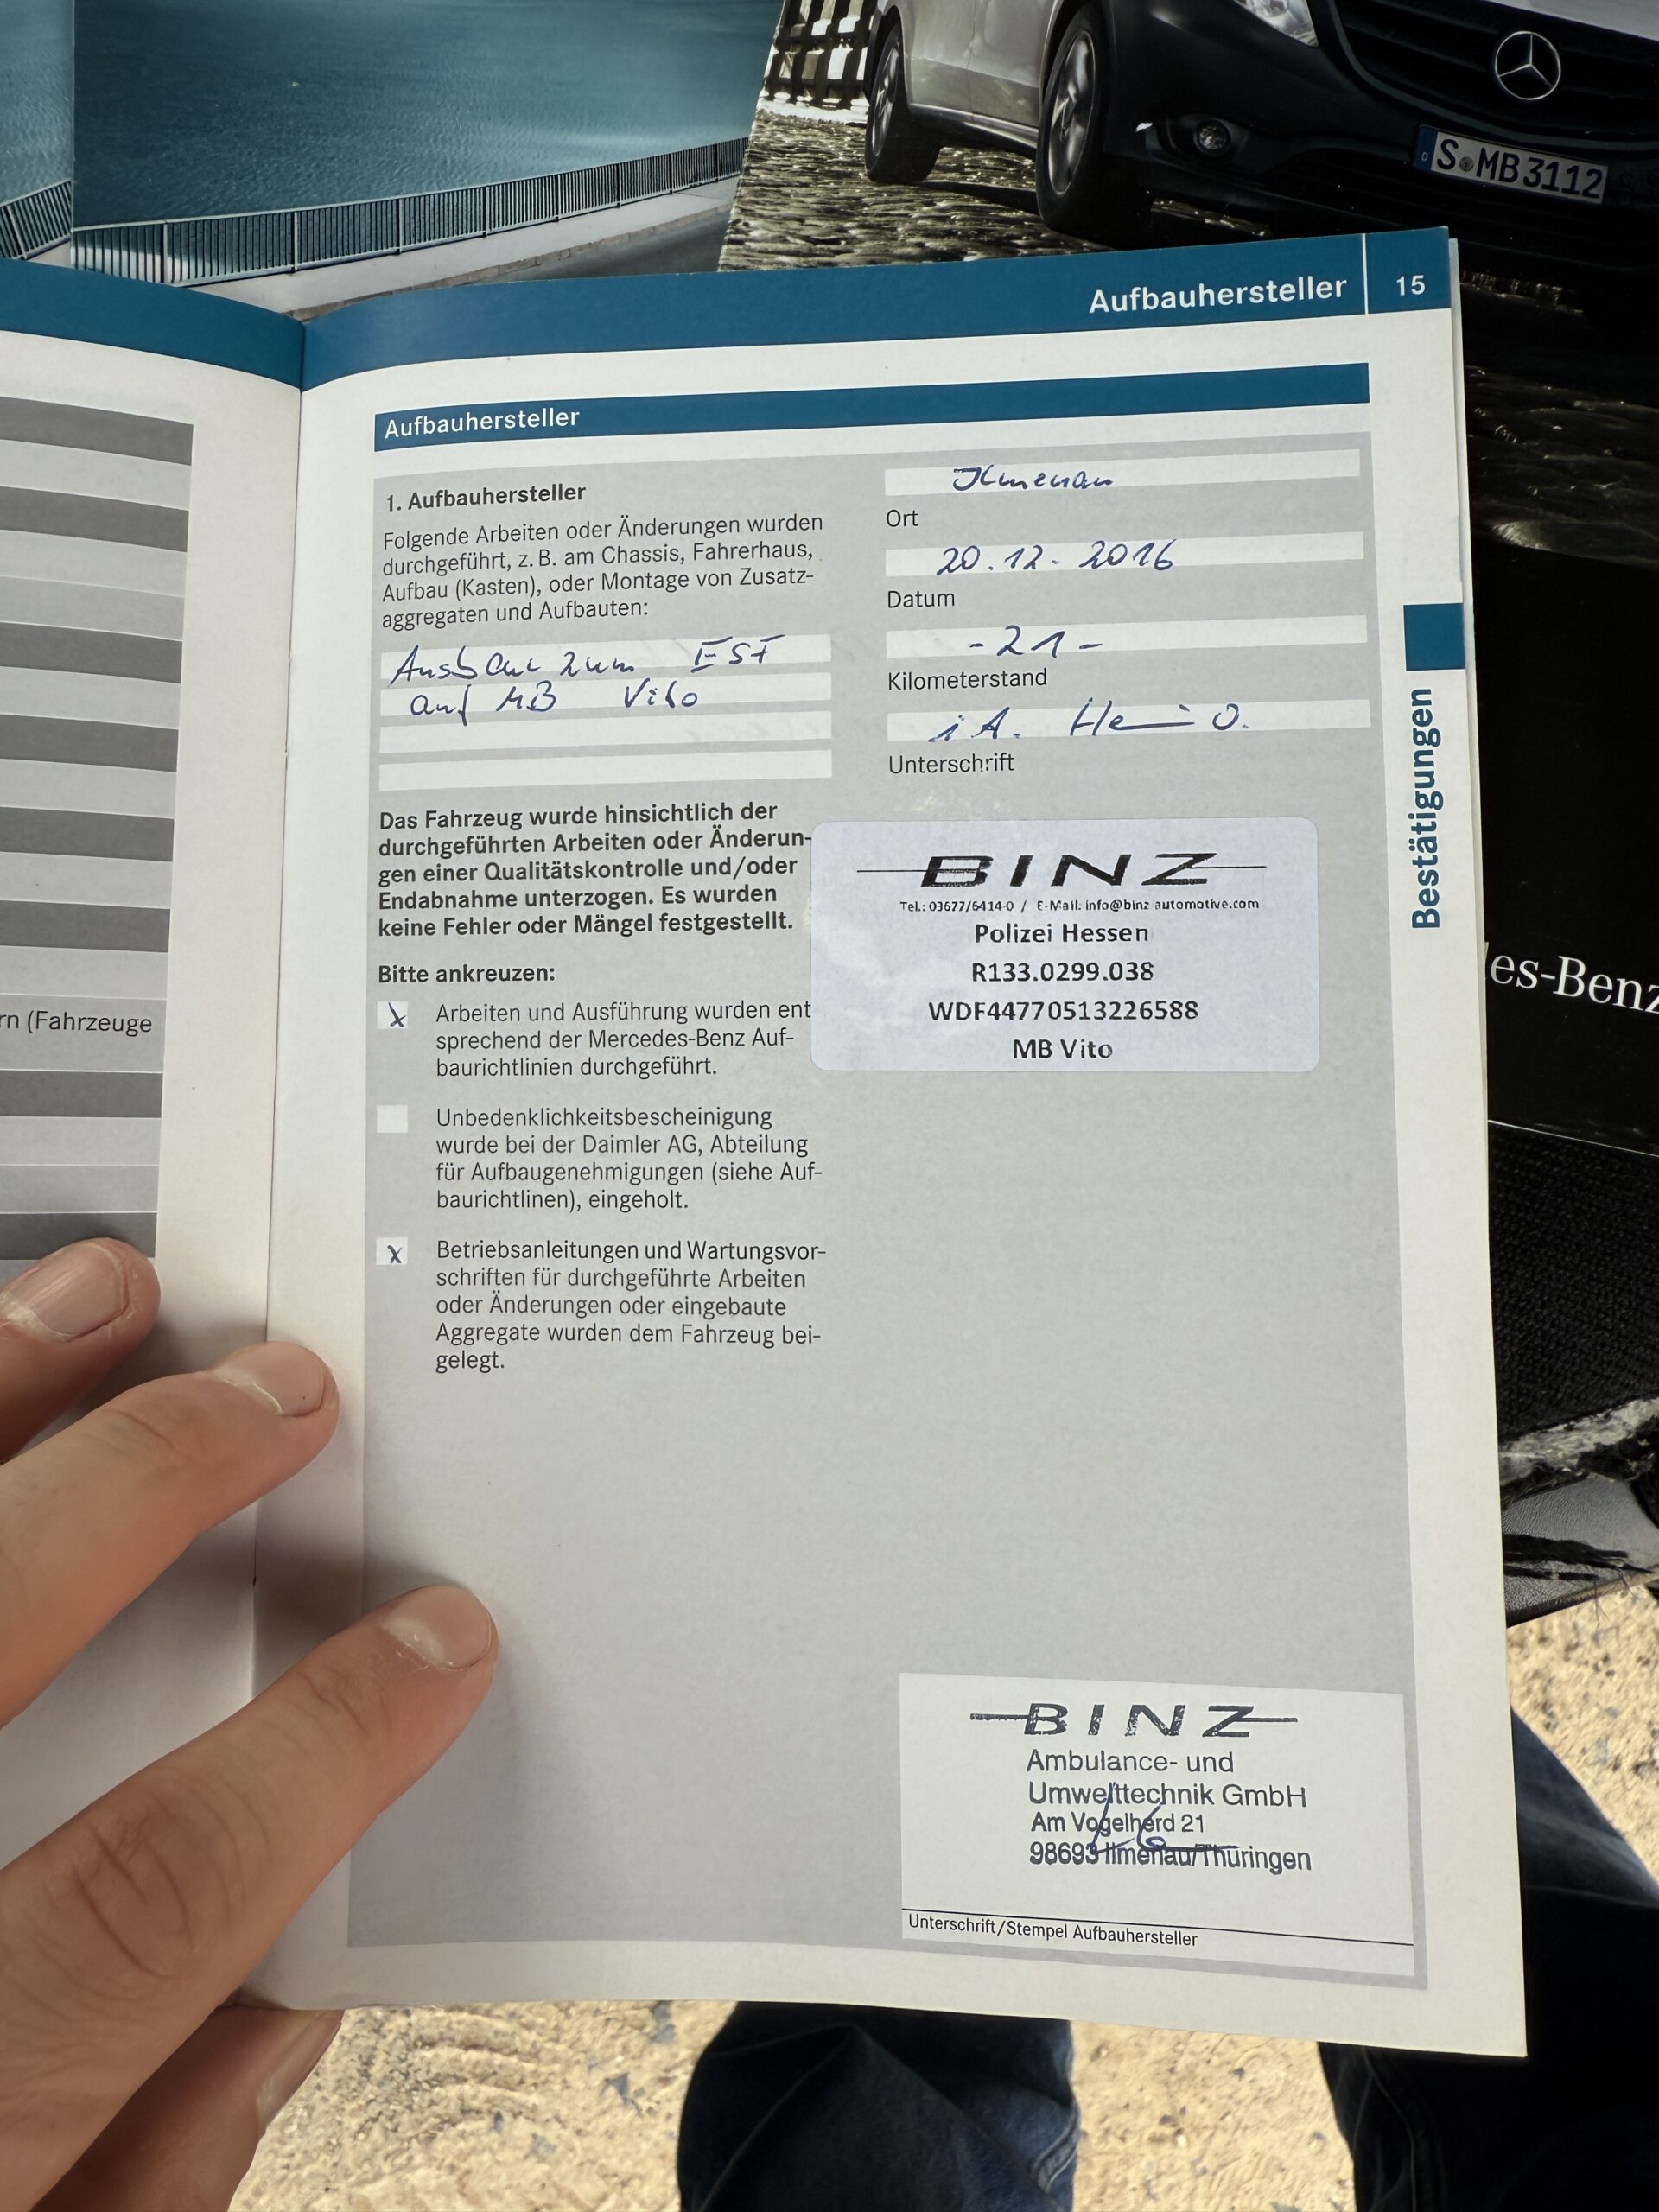 S MB 3112
Aufbauhersteller 15
Aufbauhersteller
1. Aufbauhersteller
Folgende Arbeiten oder Änderungen wurden
durchgeführt, z. B. am Chassis, Fahrerhaus,
Aufbau (Kasten), oder Montage von Zusatz-
aggregaten und Aufbauten:
Ausbau zum EST
auf MB Vito
Das Fahrzeug wurde hinsichtlich der
durchgeführten Arbeiten oder Änderun-
gen einer Qualitätskontrolle und/oder
Endabnahme unterzogen. Es wurden
keine Fehler oder Mängel festgestellt.
Bitte ankreuzen:
x Arbeiten und Ausführung wurden ent
sprechend der Mercedes-Benz Auf-
baurichtlinien durchgeführt.
Unbedenklichkeitsbescheinigung
wurde bei der Daimler AG, Abteilung
für Aufbaugenehmigungen (siehe Auf-
baurichtlinen), eingeholt.
x Betriebsanleitungen und Wartungsvor-
schriften für durchgeführte Arbeiten
oder Änderungen oder eingebaute
Aggregate wurden dem Fahrzeug bei-
gelegt.
Ilmenau
Ort
20.12.2016
Datum
-21-
Kilometerstand
i.A.
Unterschrift
BINZ
Tel.: 03677/6414-0 / E-Mail: info@binz automotive.com
Polizei Hessen
R133.0299.038
WDF44770513226588
MB Vito
BINZ
Ambulance- und
Umwelttechnik GmbH
Am Vogelherd 21
98693 Ilmenau/Thüringen
Unterschrift/Stempel Aufbauhersteller
Bestätigungen
rn (Fahrzeuge
es-Benz